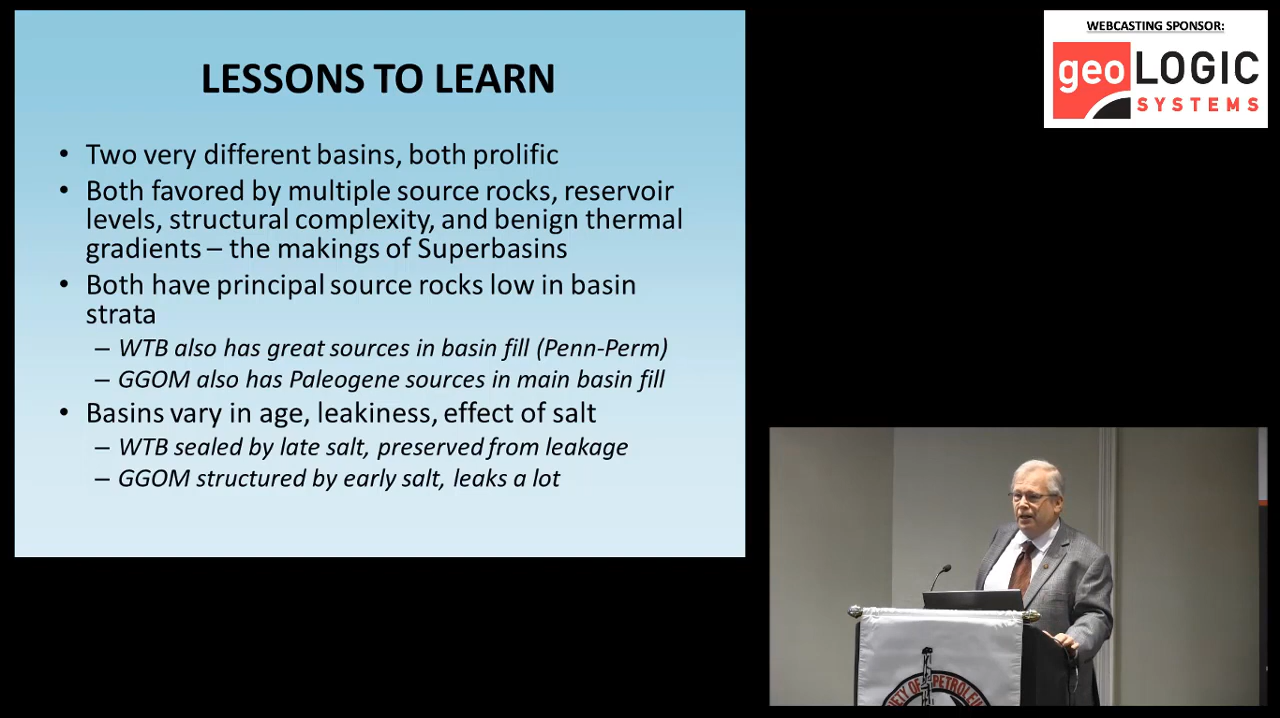 LESSONS TO LEARN
• Two very different basins, both prolific
• Both favored by multiple source rocks, reservoir
levels, structural complexity, and benign thermal
gradients – the makings of Superbasins
• Both have principal source rocks low in basin
strata
– WTB also has great sources in basin fill (Penn-Perm)
– GGOM also has Paleogene sources in main basin fill
• Basins vary in age, leakiness, effect of salt
– WTB sealed by late salt, preserved from leakage
– GGOM structured by early salt, leaks a lot
WEBCASTING SPONSOR:
geoLOGIC
SYSTEMS
OF PETROL